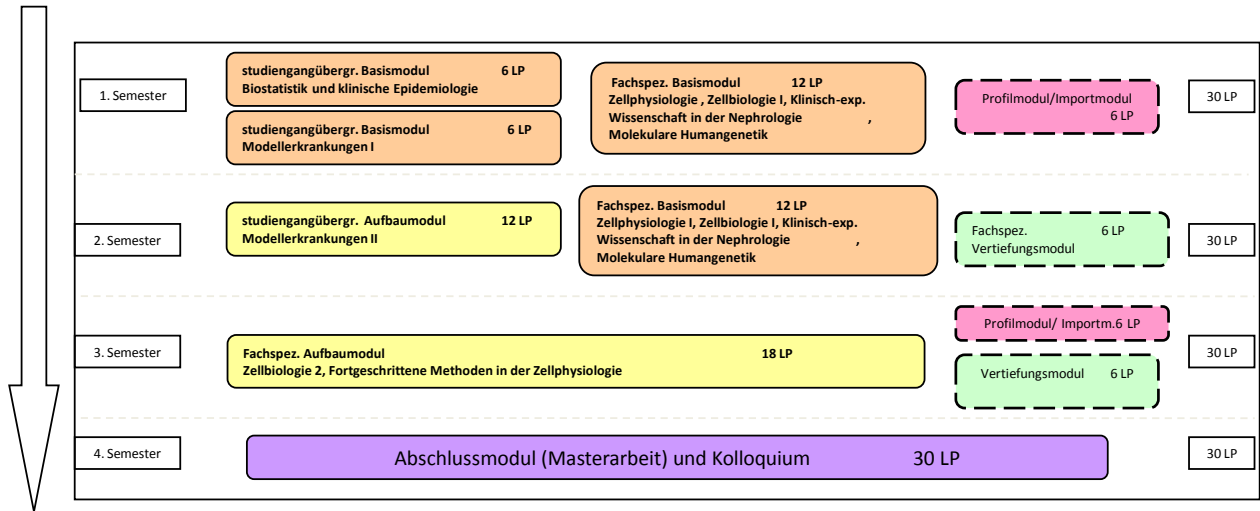 1. Semester
studiengangübergr. Basismodul 6 LP
Biostatistik und klinische Epidemiologie
studiengangübergr. Basismodul 6 LP
Modellerkrankungen I
Fachspez. Basismodul 12 LP
Zellphysiologie , Zellbiologie I, Klinisch-exp.
Wissenschaft in der Nephrologie ,
Molekulare Humangenetik
Profilmodul/Importmodul
6 LP
30 LP
2. Semester
studiengangübergr. Aufbaumodul 12 LP
Modellerkrankungen II
Fachspez. Basismodul 12 LP
Zellphysiologie I, Zellbiologie I, Klinisch-exp.
Wissenschaft in der Nephrologie ,
Molekulare Humangenetik
Fachspez. 6 LP
Vertiefungsmodul
30 LP
3. Semester
Fachspez. Aufbaumodul 18 LP
Zellbiologie 2, Fortgeschrittene Methoden in der Zellphysiologie
Profilmodul/ Importm.6 LP
Vertiefungsmodul 6 LP
30 LP
4. Semester
Abschlussmodul (Masterarbeit) und Kolloquium 30 LP
30 LP